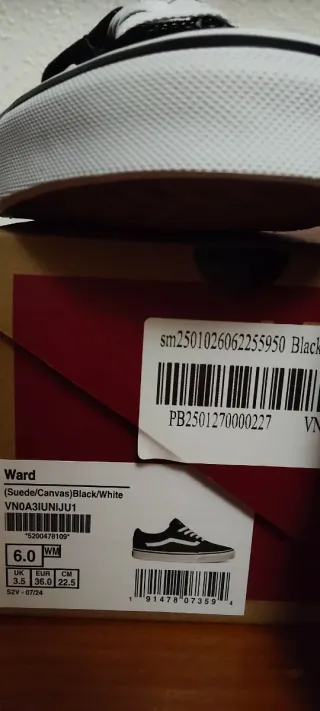 sm2501026062255950 Black
PB2501270000227 VN
Ward
(Suede/Canvas)Black/White
VN0A3IUNIJU1
*5200478109*
6.0 WM
UK EUR CM
3.5 36.0 22.5
S2V - 07/24
1 91478 07359 4